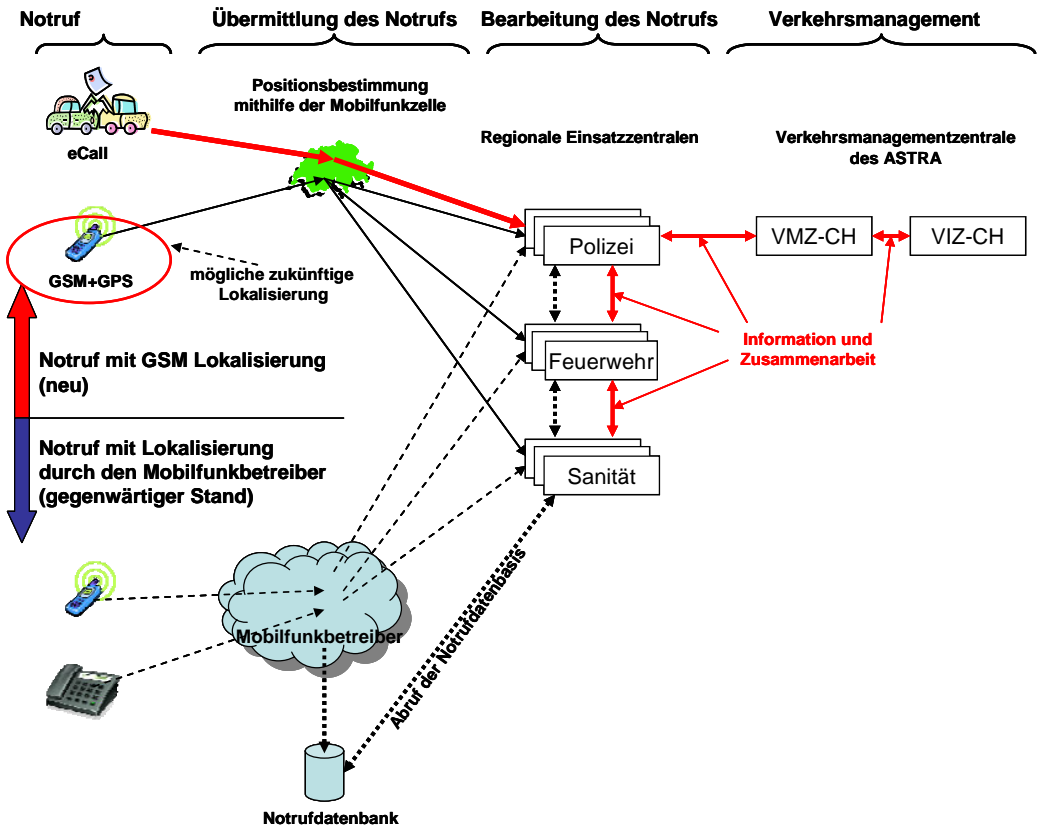 Notruf
Übermittlung des Notrufs
Bearbeitung des Notrufs
Verkehrsmanagement
Positionsbestimmung
mithilfe der Mobilfunkzelle
eCall
Regionale Einsatzzentralen
Verkehrsmanagementzentrale
des ASTRA
Polizei
VMZ-CH
VIZ-CH
GSM+GPS
mögliche zukünftige
Lokalisierung
Information und
Zusammenarbeit
Notruf mit GSM Lokalisierung
(neu)
Feuerwehr
Notruf mit Lokalisierung
durch den Mobilfunkbetreiber
(gegenwärtiger Stand)
Sanität
Mobilfunkbetreiber
Abruf der Notrufdatenbasis
Notrufdatenbank